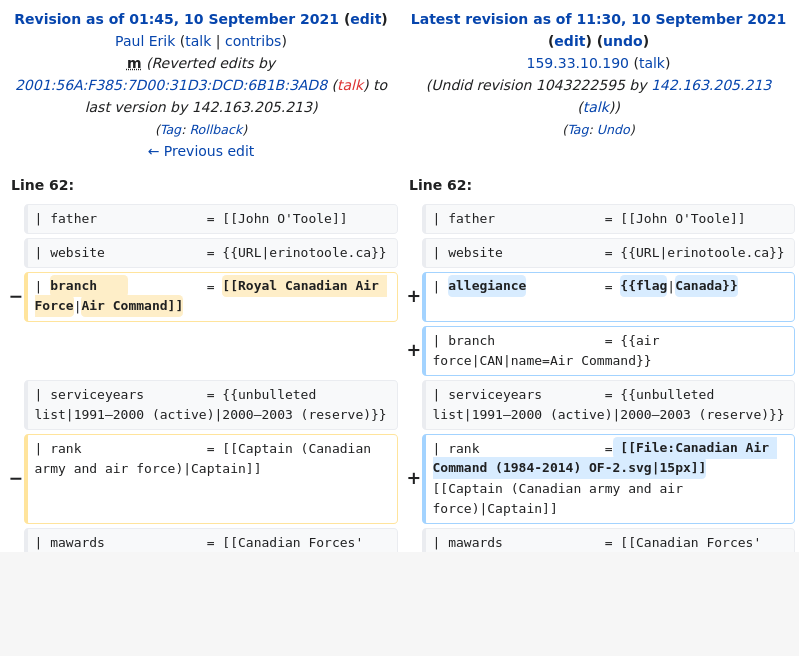 Revision as of 01:45, 10 September 2021 (edit)
Paul Erik (talk | contribs)
m (Reverted edits by
2001:56A:F385:7D00:31D3:DCD:6B1B:3AD8 (talk) to
last version by 142.163.205.213)
(Tag: Rollback)
← Previous edit
Latest revision as of 11:30, 10 September 2021
(edit) (undo)
159.33.10.190 (talk)
(Undid revision 1043222595 by 142.163.205.213
(talk))
(Tag: Undo)
Line 62:
Line 62:
| father = [[John O'Toole]]
| father = [[John O'Toole]]
| website = {{URL|erinotoole.ca}}
| website = {{URL|erinotoole.ca}}
− | branch = [[Royal Canadian Air
Force|Air Command]]
+ | allegiance = {{flag|Canada}}
+ | branch = {{air
force|CAN|name=Air Command}}
| serviceyears = {{unbulleted
list|1991–2000 (active)|2000–2003 (reserve)}}
| serviceyears = {{unbulleted
list|1991–2000 (active)|2000–2003 (reserve)}}
− | rank = [[Captain (Canadian
army and air force)|Captain]]
+ | rank = [[File:Canadian Air
Command (1984-2014) OF-2.svg|15px]]
[[Captain (Canadian army and air
force)|Captain]]
| mawards = [[Canadian Forces'
| mawards = [[Canadian Forces'